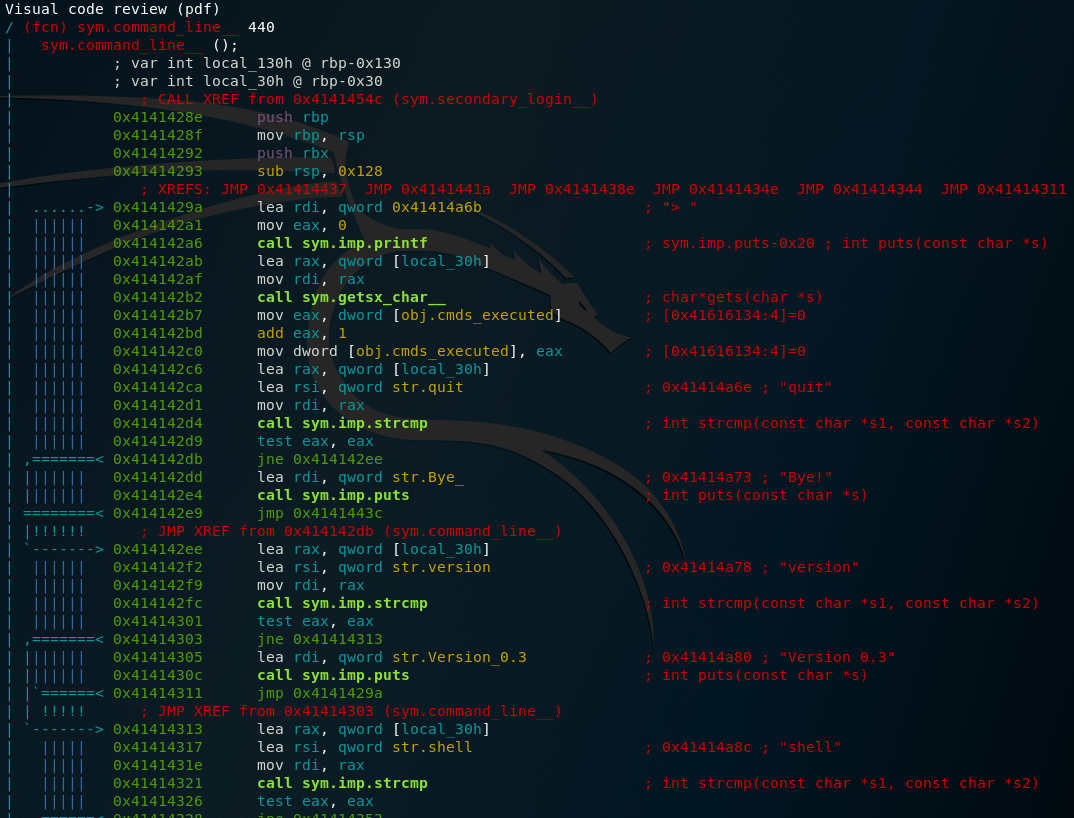 Visual code review (pdf)
/ (fcn) sym.command_line__ 440
|   sym.command_line__ ();
|           ; var int local_130h @ rbp-0x130
|           ; var int local_30h @ rbp-0x30
|              ; CALL XREF from 0x4141454c (sym.secondary_login__)
|           0x4141428e      push rbp
|           0x4141428f      mov rbp, rsp
|           0x41414292      push rbx
|           0x41414293      sub rsp, 0x128
|              ; XREFS: JMP 0x41414437  JMP 0x4141441a  JMP 0x4141438e  JMP 0x4141434e  JMP 0x41414344  JMP 0x41414311
|  ......-> 0x4141429a      lea rdi, qword 0x41414a6b                  ; "> "
|  ||||||   0x414142a1      mov eax, 0
|  ||||||   0x414142a6      call sym.imp.printf                        ; sym.imp.puts-0x20 ; int puts(const char *s)
|  ||||||   0x414142ab      lea rax, qword [local_30h]
|  ||||||   0x414142af      mov rdi, rax
|  ||||||   0x414142b2      call sym.getsx_char__                      ; char*gets(char *s)
|  ||||||   0x414142b7      mov eax, dword [obj.cmds_executed]         ; [0x41616134:4]=0
|  ||||||   0x414142bd      add eax, 1
|  ||||||   0x414142c0      mov dword [obj.cmds_executed], eax         ; [0x41616134:4]=0
|  ||||||   0x414142c6      lea rax, qword [local_30h]
|  ||||||   0x414142ca      lea rsi, qword str.quit                    ; 0x41414a6e ; "quit"
|  ||||||   0x414142d1      mov rdi, rax
|  ||||||   0x414142d4      call sym.imp.strcmp                        ; int strcmp(const char *s1, const char *s2)
|  ||||||   0x414142d9      test eax, eax
| ,=======< 0x414142db      jne 0x414142ee
| |||||||   0x414142dd      lea rdi, qword str.Bye_                    ; 0x41414a73 ; "Bye!"
| |||||||   0x414142e4      call sym.imp.puts                          ; int puts(const char *s)
| ========< 0x414142e9      jmp 0x4141443c
| |!!!!!!      ; JMP XREF from 0x414142db (sym.command_line__)
| `-------> 0x414142ee      lea rax, qword [local_30h]
|  ||||||   0x414142f2      lea rsi, qword str.version                 ; 0x41414a78 ; "version"
|  ||||||   0x414142f9      mov rdi, rax
|  ||||||   0x414142fc      call sym.imp.strcmp                        ; int strcmp(const char *s1, const char *s2)
|  ||||||   0x41414301      test eax, eax
| ,=======< 0x41414303      jne 0x41414313
| |||||||   0x41414305      lea rdi, qword str.Version_0.3             ; 0x41414a80 ; "Version 0.3"
| |||||||   0x4141430c      call sym.imp.puts                          ; int puts(const char *s)
| |`======< 0x41414311      jmp 0x4141429a
| | !!!!!      ; JMP XREF from 0x41414303 (sym.command_line__)
| `-------> 0x41414313      lea rax, qword [local_30h]
|   |||||   0x41414317      lea rsi, qword str.shell                   ; 0x41414a8c ; "shell"
|   |||||   0x4141431e      mov rdi, rax
|   |||||   0x41414321      call sym.imp.strcmp                        ; int strcmp(const char *s1, const char *s2)
|   |||||   0x41414326      test eax, eax